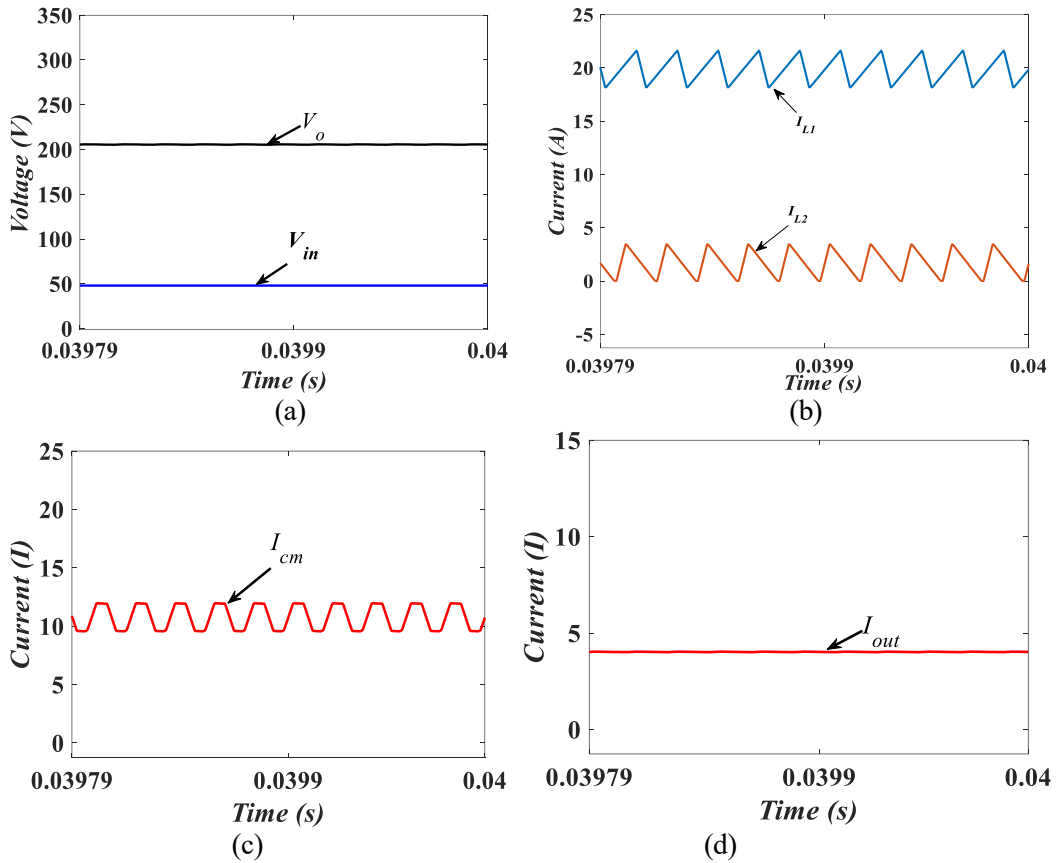 350
300
250
200
150
100
50
0
Voltage (V)
V_o
V_in
0.03979
0.0399
0.04
Time (s)
(a)
25
20
15
10
5
0
-5
Current (A)
I_L1
I_L2
0.03979
0.0399
0.04
Time (s)
(b)
25
20
15
10
5
0
Current (I)
I_cm
0.03979
0.0399
0.04
Time (s)
(c)
15
10
5
0
Current (I)
I_out
0.03979
0.0399
0.04
Time (s)
(d)